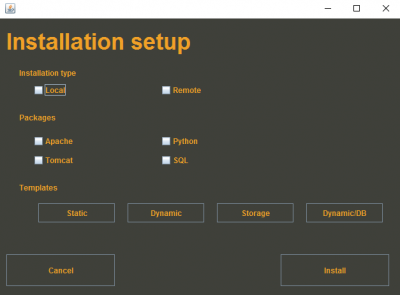 Installation setup
Installation type
Local Remote
Packages
Apache Python
Tomcat SQL
Templates
Static Dynamic Storage Dynamic/DB
Cancel Install